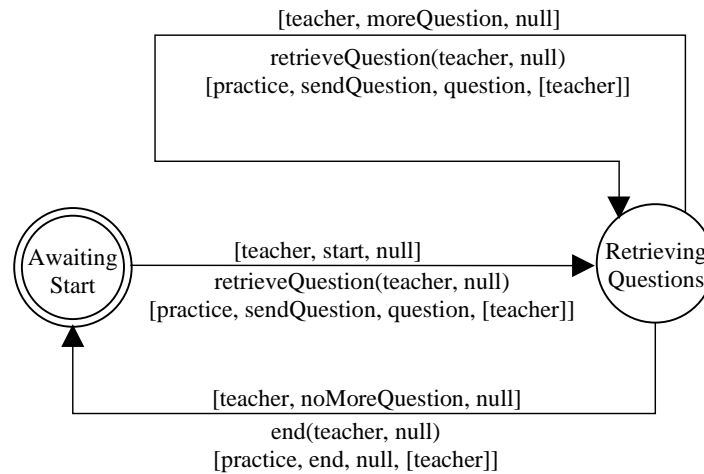 [teacher, moreQuestion, null]
retrieveQuestion(teacher, null)
[practice, sendQuestion, question, [teacher]]
Awaiting
Start
[teacher, start, null]
retrieveQuestion(teacher, null)
[practice, sendQuestion, question, [teacher]]
Retrieving
Questions
[teacher, noMoreQuestion, null]
end(teacher, null)
[practice, end, null, [teacher]]